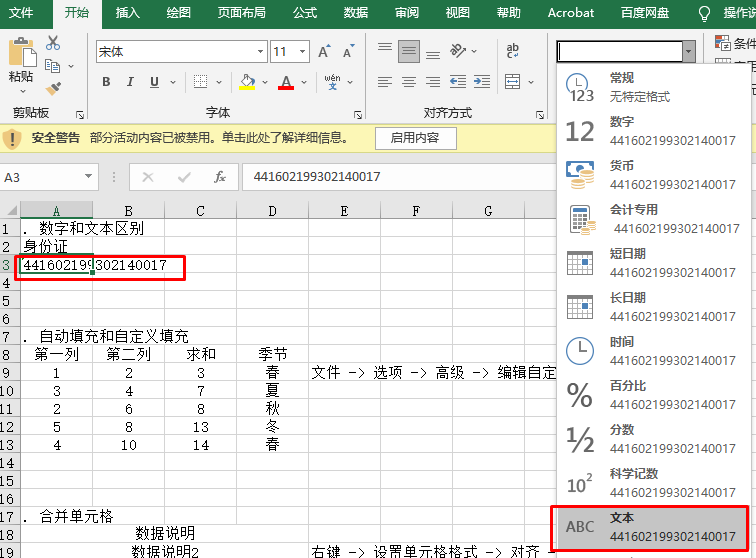 文件 开始 插入 绘图 页面布局 公式 数据 审阅 视图 帮助 Acrobat 百度网盘 操作说
粘贴 宋体 11 A A ab 条件
B I U A wén 文
剪贴板 字体 对齐方式
安全警告 部分活动内容已被禁用。单击此处了解详细信息。 启用内容
A3 fx 441602199302140017
A B C D E F G
1 . 数字和文本区别
2 身份证
3 441602199302140017
4
5
6
7 . 自动填充和自定义填充
8 第一列 第二列 求和 季节
9 1 2 3 春 文件 -> 选项 -> 高级 -> 编辑自定
10 3 4 7 夏
11 2 6 8 秋
12 5 8 13 冬
13 4 10 14 春
14
15
16
17 . 合并单元格
18 数据说明
19 数据说明2 右键 -> 设置单元格格式 -> 对齐 -
常规
123 无特定格式
数字
12 441602199302140017
货币
441602199302140017
会计专用
441602199302140017
短日期
441602199302140017
长日期
441602199302140017
时间
441602199302140017
百分比
% 441602199302140017
分数
½ 441602199302140017
科学记数
10² 441602199302140017
文本
ABC 441602199302140017